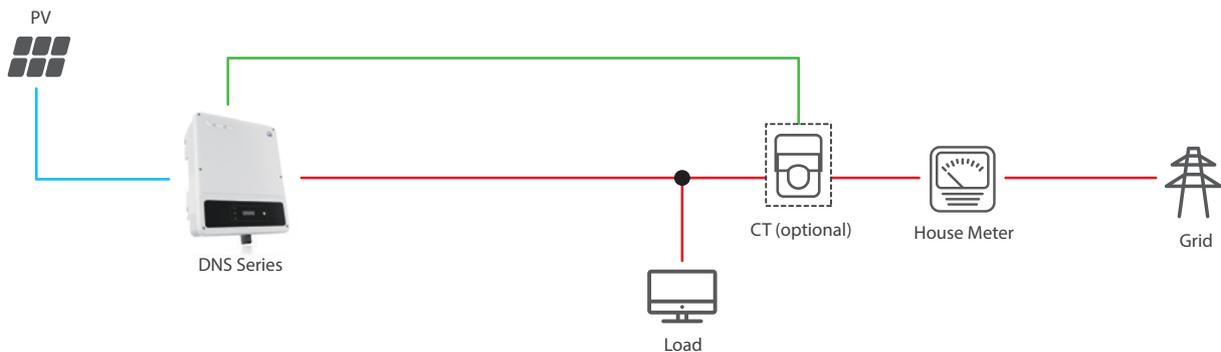 PV
DNS Series
CT (optional)
House Meter
Grid
Load